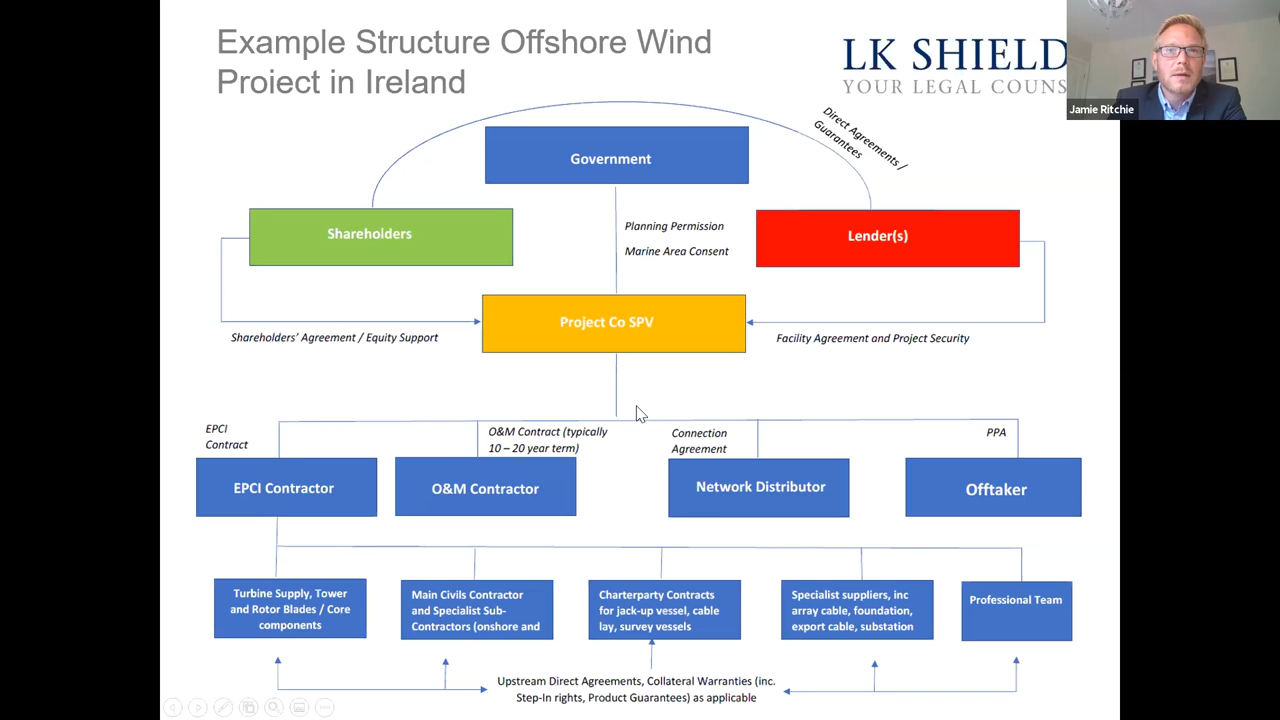 Example Structure Offshore Wind
Project in Ireland
LK SHIELD
YOUR LEGAL COUNS
Jamie Ritchie
Direct Agreements /
Guarantees
Government
Shareholders
Planning Permission
Marine Area Consent
Lender(s)
Project Co SPV
Shareholders' Agreement / Equity Support
Facility Agreement and Project Security
EPCI
Contract
O&M Contract (typically
10 – 20 year term)
Connection
Agreement
PPA
EPCI Contractor
O&M Contractor
Network Distributor
Offtaker
Turbine Supply, Tower
and Rotor Blades / Core
components
Main Civils Contractor
and Specialist Sub-
Contractors (onshore and
Charterparty Contracts
for jack-up vessel, cable
lay, survey vessels
Specialist suppliers, inc
array cable, foundation,
export cable, substation
Professional Team
Upstream Direct Agreements, Collateral Warranties (inc.
Step-In rights, Product Guarantees) as applicable